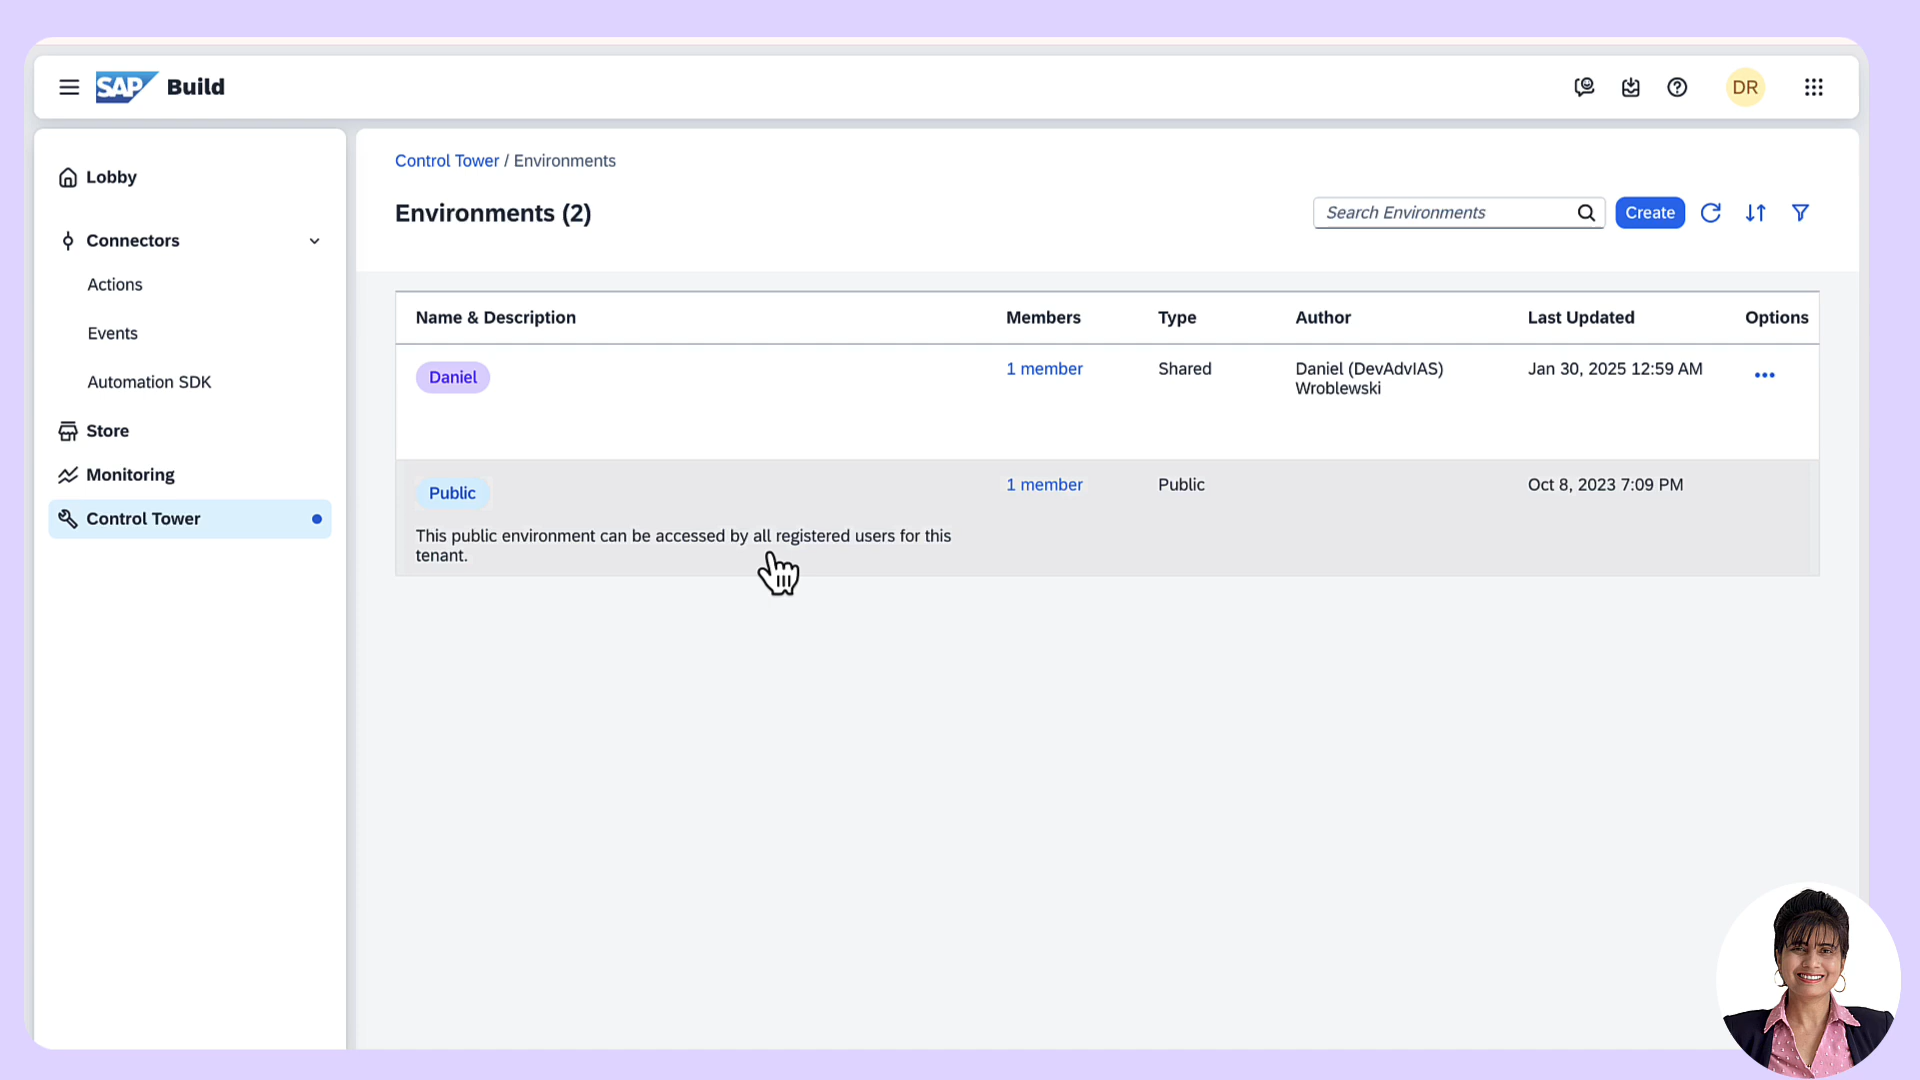 SAP Build
DR
Lobby
Connectors
Actions
Events
Automation SDK
Store
Monitoring
Control Tower
Control Tower / Environments
Environments (2)
Search Environments
Create
Name & Description Members Type Author Last Updated Options
Daniel 1 member Shared Daniel (DevAdvIAS) Jan 30, 2025 12:59 AM
Wroblewski
Public 1 member Public Oct 8, 2023 7:09 PM
This public environment can be accessed by all registered users for this
tenant.